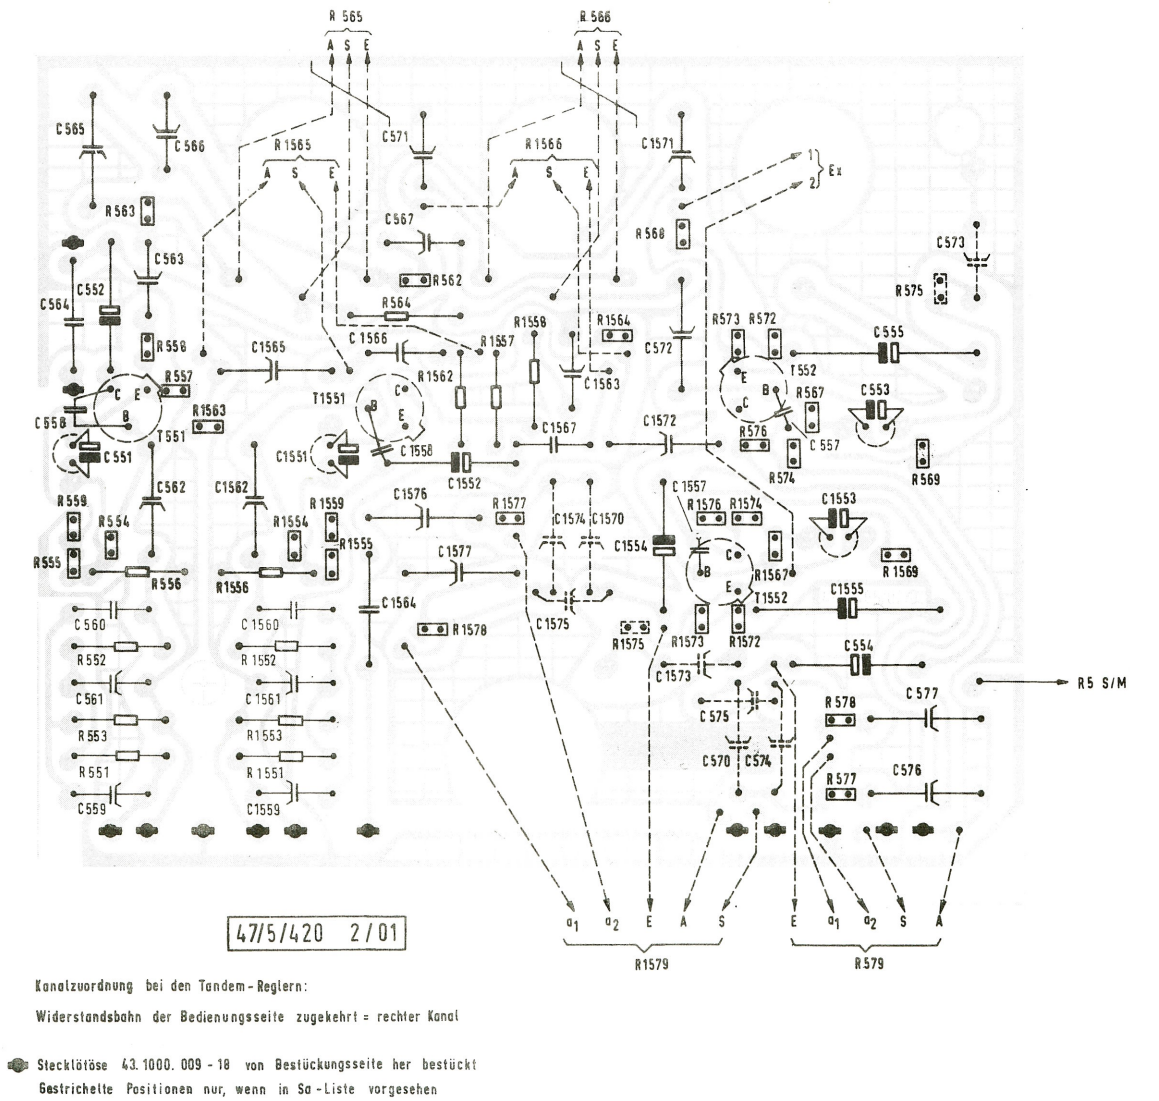 R 565 R 566
A S E A S E
C 565 C 566 R 1565 C 571 R 1566 C 1571 1 2 Ex
A S E A S E
R 563 C 567 R 568
C 563 C 573
C 564 C 552 R 562 R 575
R 564
R 558 C 1565 C 1566 R 1557 R 1558 R 1564 C 572 R 573 R 572 C 555
R 557 R 1562 C 1563 E T 552
C E T 1551 C B R 567 C 553
C 558 B T 551 R 1563 B E C
C 551 C 1551 C 1558 C 1567 C 1572 R 576 C 557
C 562 C 1562 C 1552 R 574 R 569
R 559 R 554 R 1559 R 1554 C 1576 R 1577 C 1557 R 1576 R 1574 C 1553
R 555 R 1555 C 1574 C 1570 C 1554 C
R 556 R 1556 C 1577 B R 1567 R 1569
E T 1552
C 560 C 1560 C 1564 C 1575 C 1555
R 1578 R 1575 R 1573 R 1572
R 552 R 1552 C 554
C 1573
C 561 C 1561 R5 S/M
C 575 R 578 C 577
R 553 R 1553
C 570 C 574
R 551 R 1551 R 577 C 576
C 559 C 1559
a1 a2 E A S E a1 a2 S A
R 1579 R 579
47/5/420 2/01
Kanalzuordnung bei den Tandem-Reglern:
Widerstandsbahn der Bedienungsseite zugekehrt = rechter Kanal
Stecklötöse 43.1000.009 - 18 von Bestückungsseite her bestückt
Gestrichelte Positionen nur, wenn in Sa-Liste vorgesehen